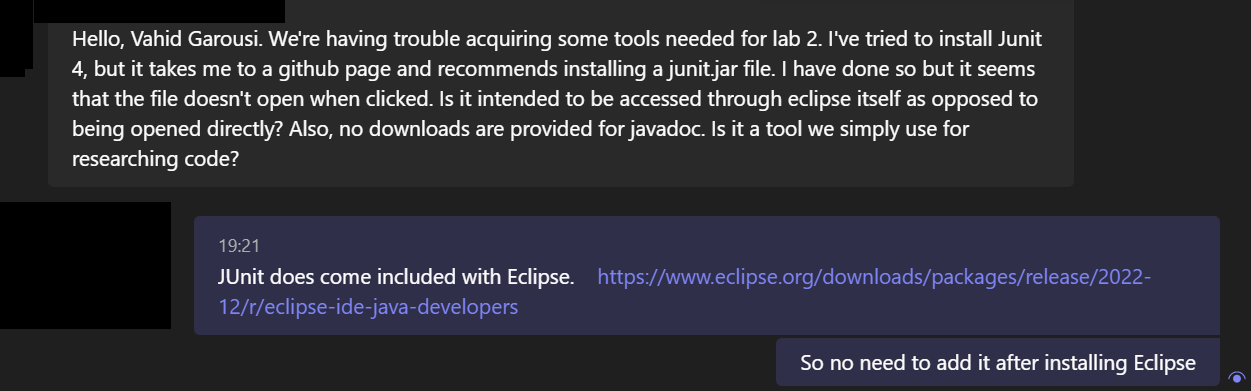 Hello, Vahid Garousi. We're having trouble acquiring some tools needed for lab 2. I've tried to install Junit
4, but it takes me to a github page and recommends installing a junit.jar file. I have done so but it seems
that the file doesn't open when clicked. Is it intended to be accessed through eclipse itself as opposed to
being opened directly? Also, no downloads are provided for javadoc. Is it a tool we simply use for
researching code?
19:21
JUnit does come included with Eclipse. https://www.eclipse.org/downloads/packages/release/2022-
12/r/eclipse-ide-java-developers
So no need to add it after installing Eclipse